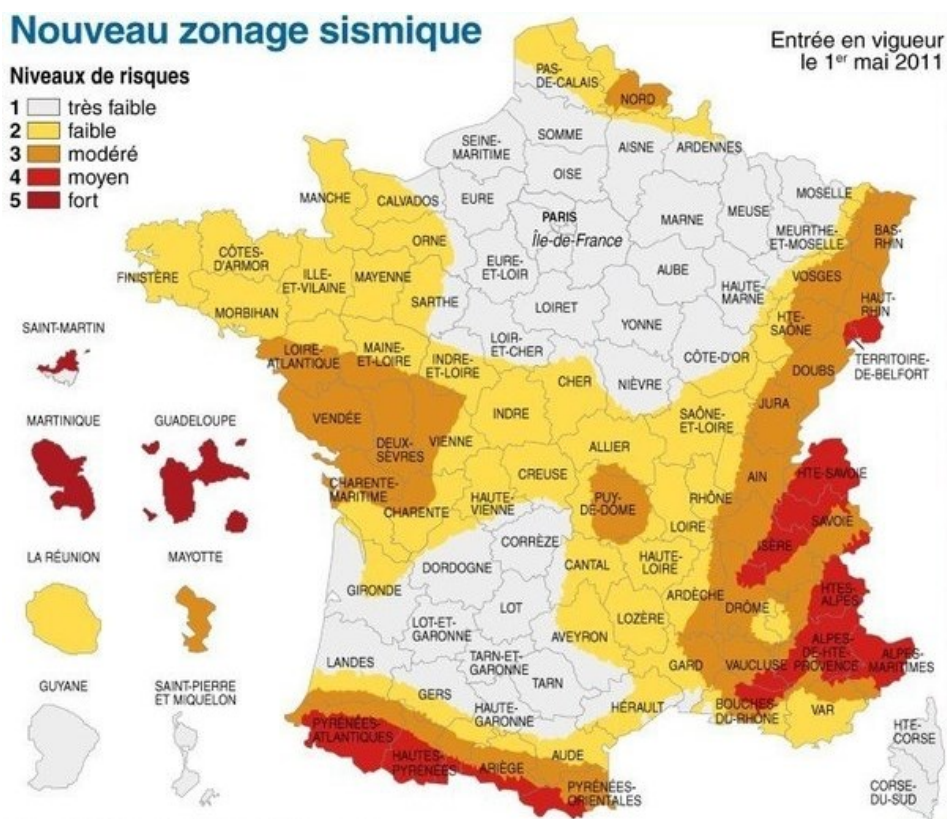 Nouveau zonage sismique
Entrée en vigueur
le 1er mai 2011
Niveaux de risques
1 très faible
2 faible
3 modéré
4 moyen
5 fort
PAS-
DE-CALAIS
NORD
SOMME
SEINE-
MARITIME
AISNE
ARDENNES
OISE
MANCHE
CALVADOS
EURE
PARIS
Île-de-France
MARNE
MEUSE
MOSELLE
MEURTHE-
ET-MOSELLE
BAS-
RHIN
ORNE
CÔTES-
D'ARMOR
FINISTÈRE
ILLE-
ET-VILAINE
MAYENNE
EURE-
ET-LOIR
AUBE
HAUTE-
MARNE
VOSGES
HAUT-
RHIN
MORBIHAN
SARTHE
LOIRET
YONNE
HTE-
SAÔNE
TERRITOIRE-
DE-BELFORT
SAINT-MARTIN
LOIRE-
ATLANTIQUE
MAINE-
ET-LOIRE
INDRE-
ET-LOIRE
LOIR-
ET-CHER
CHER
NIÈVRE
CÔTE-D'OR
DOUBS
JURA
MARTINIQUE
GUADELOUPE
VENDÉE
DEUX-
SÈVRES
VIENNE
INDRE
ALLIER
SAÔNE-
ET-LOIRE
AIN
HTE-SAVOIE
CHARENTE-
MARITIME
CHARENTE
HAUTE-
VIENNE
CREUSE
PUY-
DE-DÔME
RHÔNE
LOIRE
SAVOIE
ISÈRE
LA RÉUNION
MAYOTTE
GIRONDE
DORDOGNE
CORRÈZE
CANTAL
HAUTE-
LOIRE
ARDÈCHE
DRÔME
HTES-
ALPES
LOT-ET-
GARONNE
LOT
AVEYRON
LOZÈRE
GARD
VAUCLUSE
ALPES-
DE-HTE-
PROVENCE
ALPES-
MARITIMES
LANDES
TARN-ET-
GARONNE
TARN
GUYANE
SAINT-PIERRE
ET MIQUELON
GERS
HAUTE-
GARONNE
HÉRAULT
BOUCHES-
DU-RHÔNE
VAR
PYRÉNÉES-
ATLANTIQUES
HAUTES-
PYRÉNÉES
ARIÈGE
AUDE
PYRÉNÉES-
ORIENTALES
HTE-
CORSE
CORSE-
DU-SUD